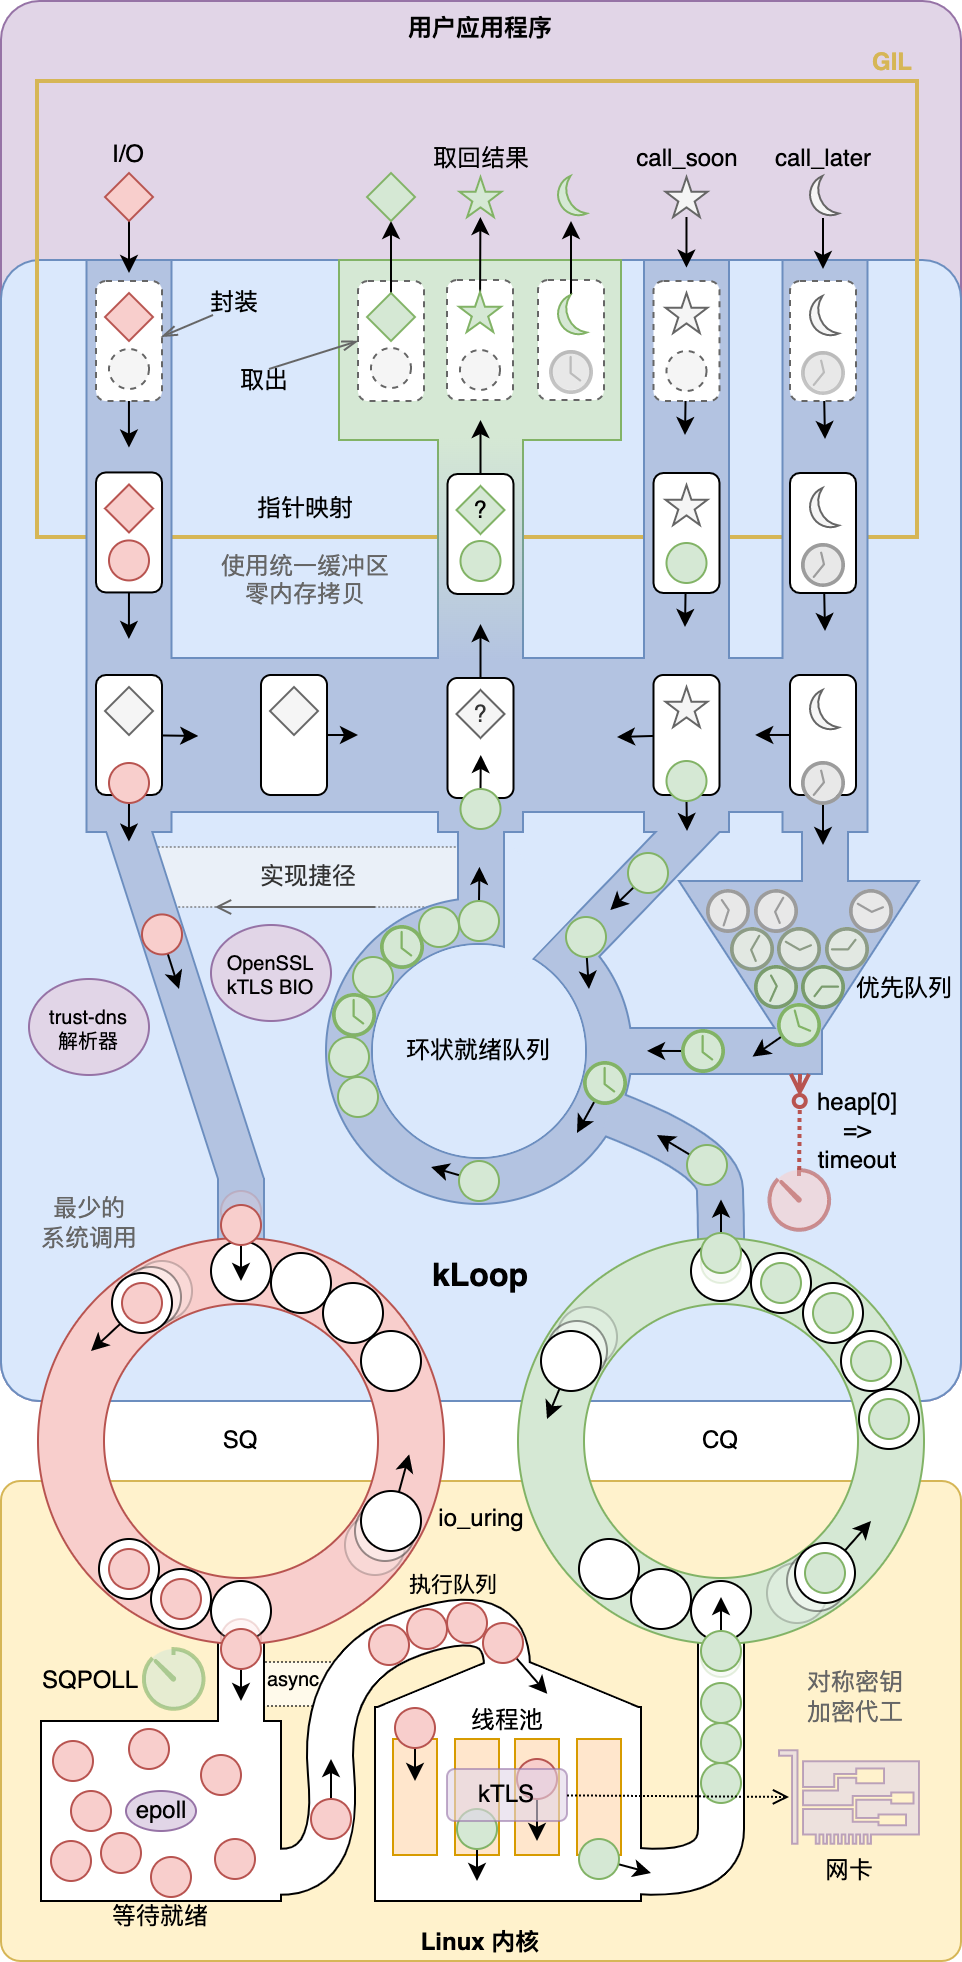 用户应用程序
GIL
I/O
取回结果
call_soon
call_later
封装
取出
指针映射
?
使用统一缓冲区
零内存拷贝
?
实现捷径
OpenSSL
kTLS BIO
trust-dns
解析器
环状就绪队列
优先队列
heap[0]
=>
timeout
最少的
系统调用
kLoop
SQ
CQ
io_uring
执行队列
SQPOLL
async
线程池
对称密钥
加密代工
kTLS
epoll
网卡
等待就绪
Linux 内核